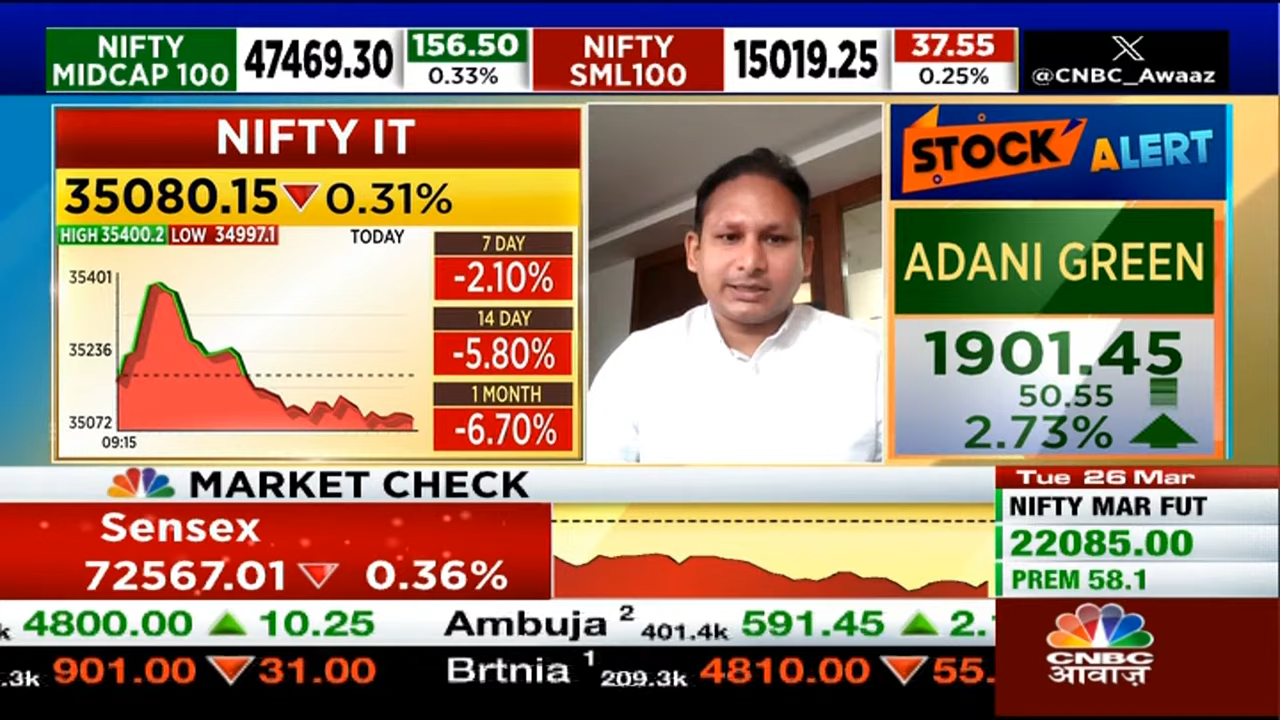 NIFTY
MIDCAP 100
47469.30
156.50
0.33%
NIFTY
SML100
15019.25
37.55
0.25%
X
@CNBC_Awaaz
NIFTY IT
35080.15 0.31%
HIGH 35400.2 LOW 34997.1
TODAY
35401
35236
35072
09:15
7 DAY
-2.10%
14 DAY
-5.80%
1 MONTH
-6.70%
STOCK ALERT
ADANI GREEN
1901.45
50.55
2.73%
MARKET CHECK
Sensex
72567.01 0.36%
Tue 26 Mar
NIFTY MAR FUT
22085.00
PREM 58.1
k 4800.00 10.25 Ambuja 2 401.4k 591.45 2.
.3k 901.00 31.00 Brtnia 1 209.3k 4810.00 55.
CNBC
आवाज़